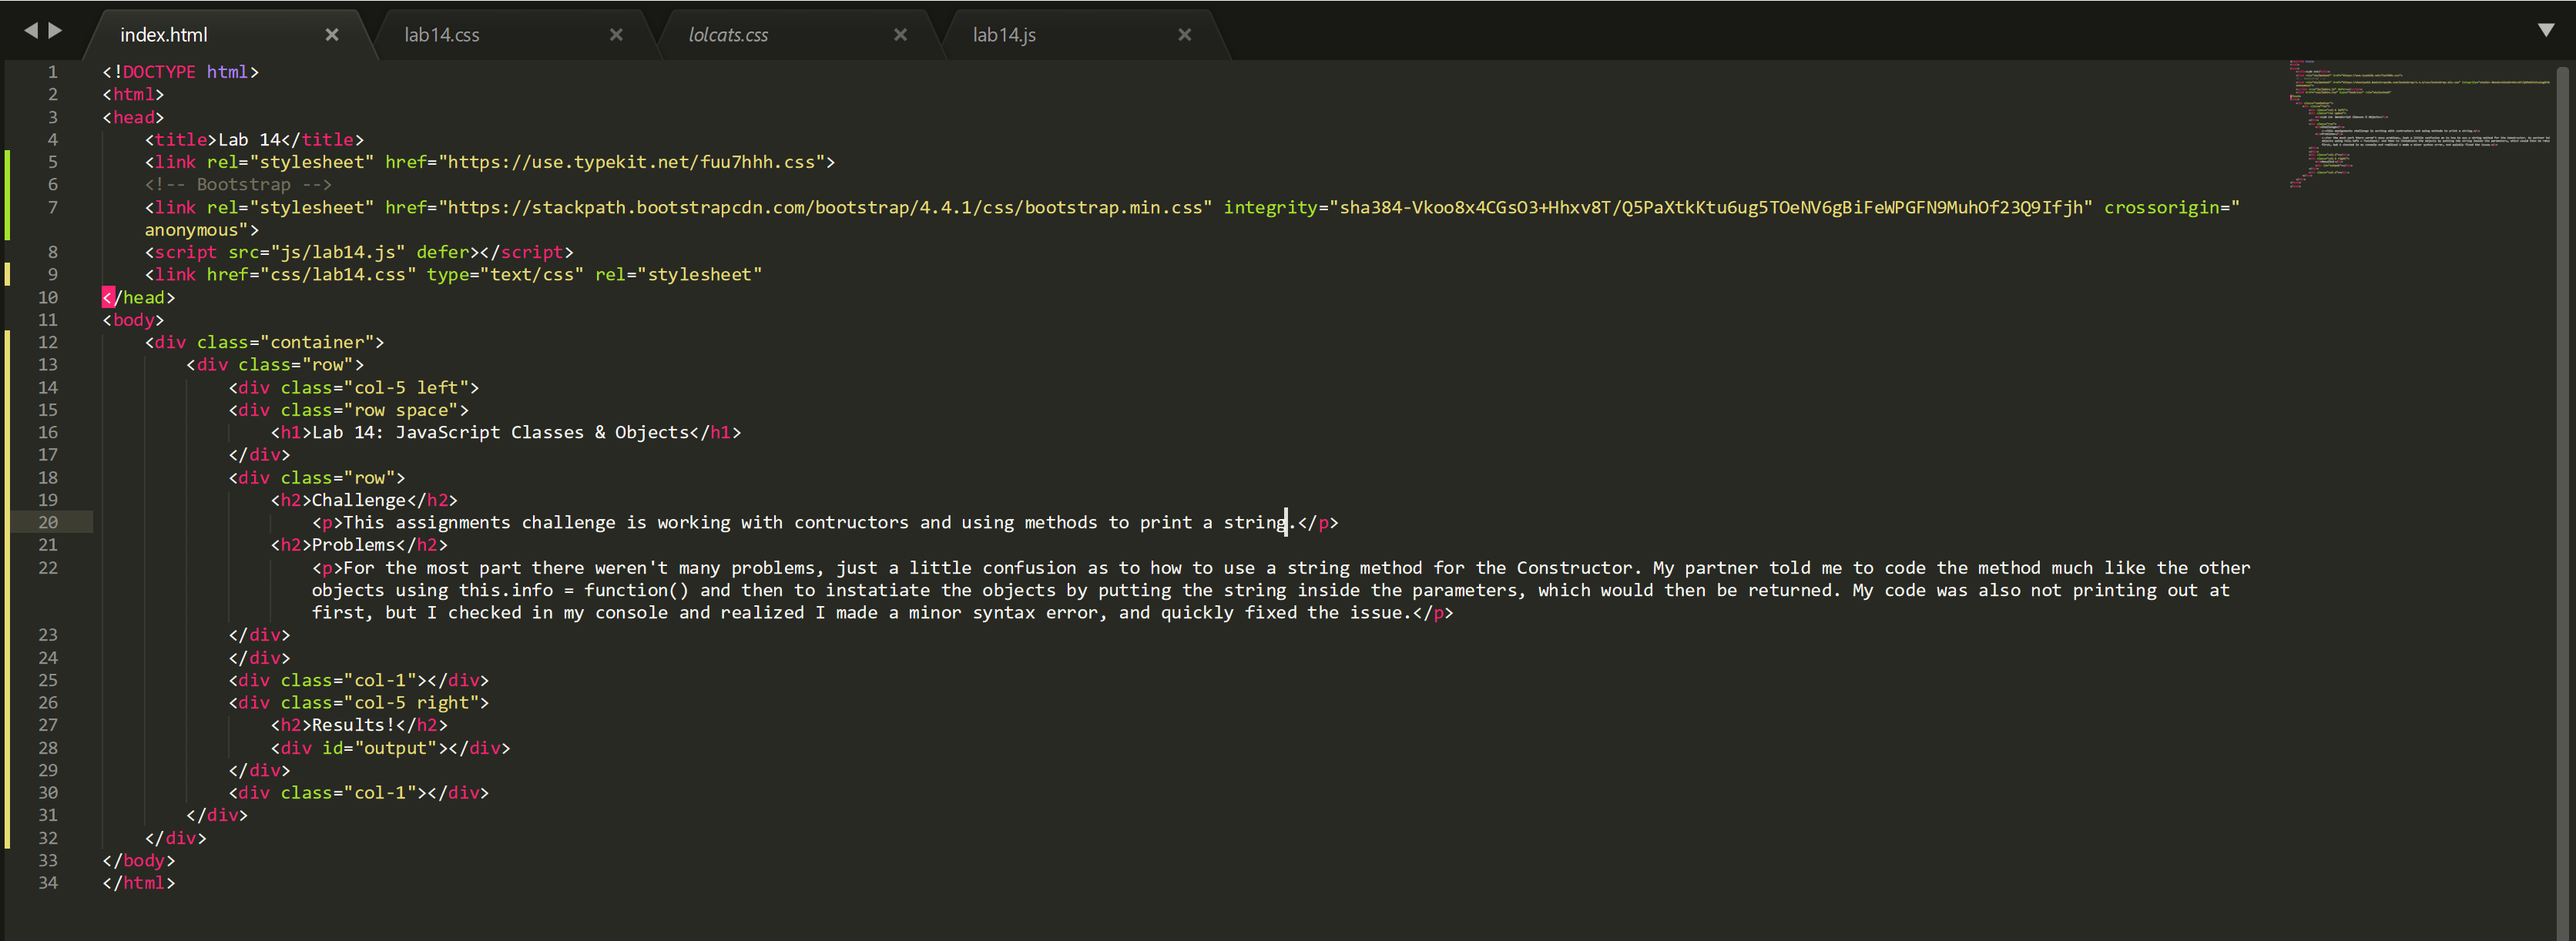 index.html lab14.css lolcats.css lab14.js
1 <!DOCTYPE html>
2 <html>
3 <head>
4 <title>Lab 14</title>
5 <link rel="stylesheet" href="https://use.typekit.net/fuu7hhh.css">
6 <!-- Bootstrap -->
7 <link rel="stylesheet" href="https://stackpath.bootstrapcdn.com/bootstrap/4.4.1/css/bootstrap.min.css" integrity="sha384-Vkoo8x4CGsO3+Hhxv8T/Q5PaXtkKtu6ug5TOeNV6gBiFeWPGFN9MuhOf23Q9Ifjh" crossorigin="
anonymous">
8 <script src="js/lab14.js" defer></script>
9 <link href="css/lab14.css" type="text/css" rel="stylesheet"
10 </head>
11 <body>
12 <div class="container">
13 <div class="row">
14 <div class="col-5 left">
15 <div class="row space">
16 <h1>Lab 14: JavaScript Classes & Objects</h1>
17 </div>
18 <div class="row">
19 <h2>Challenge</h2>
20 <p>This assignments challenge is working with contructors and using methods to print a string.</p>
21 <h2>Problems</h2>
22 <p>For the most part there weren't many problems, just a little confusion as to how to use a string method for the Constructor. My partner told me to code the method much like the other
objects using this.info = function() and then to instatiate the objects by putting the string inside the parameters, which would then be returned. My code was also not printing out at
first, but I checked in my console and realized I made a minor syntax error, and quickly fixed the issue.</p>
23 </div>
24 </div>
25 <div class="col-1"></div>
26 <div class="col-5 right">
27 <h2>Results!</h2>
28 <div id="output"></div>
29 </div>
30 <div class="col-1"></div>
31 </div>
32 </div>
33 </body>
34 </html>